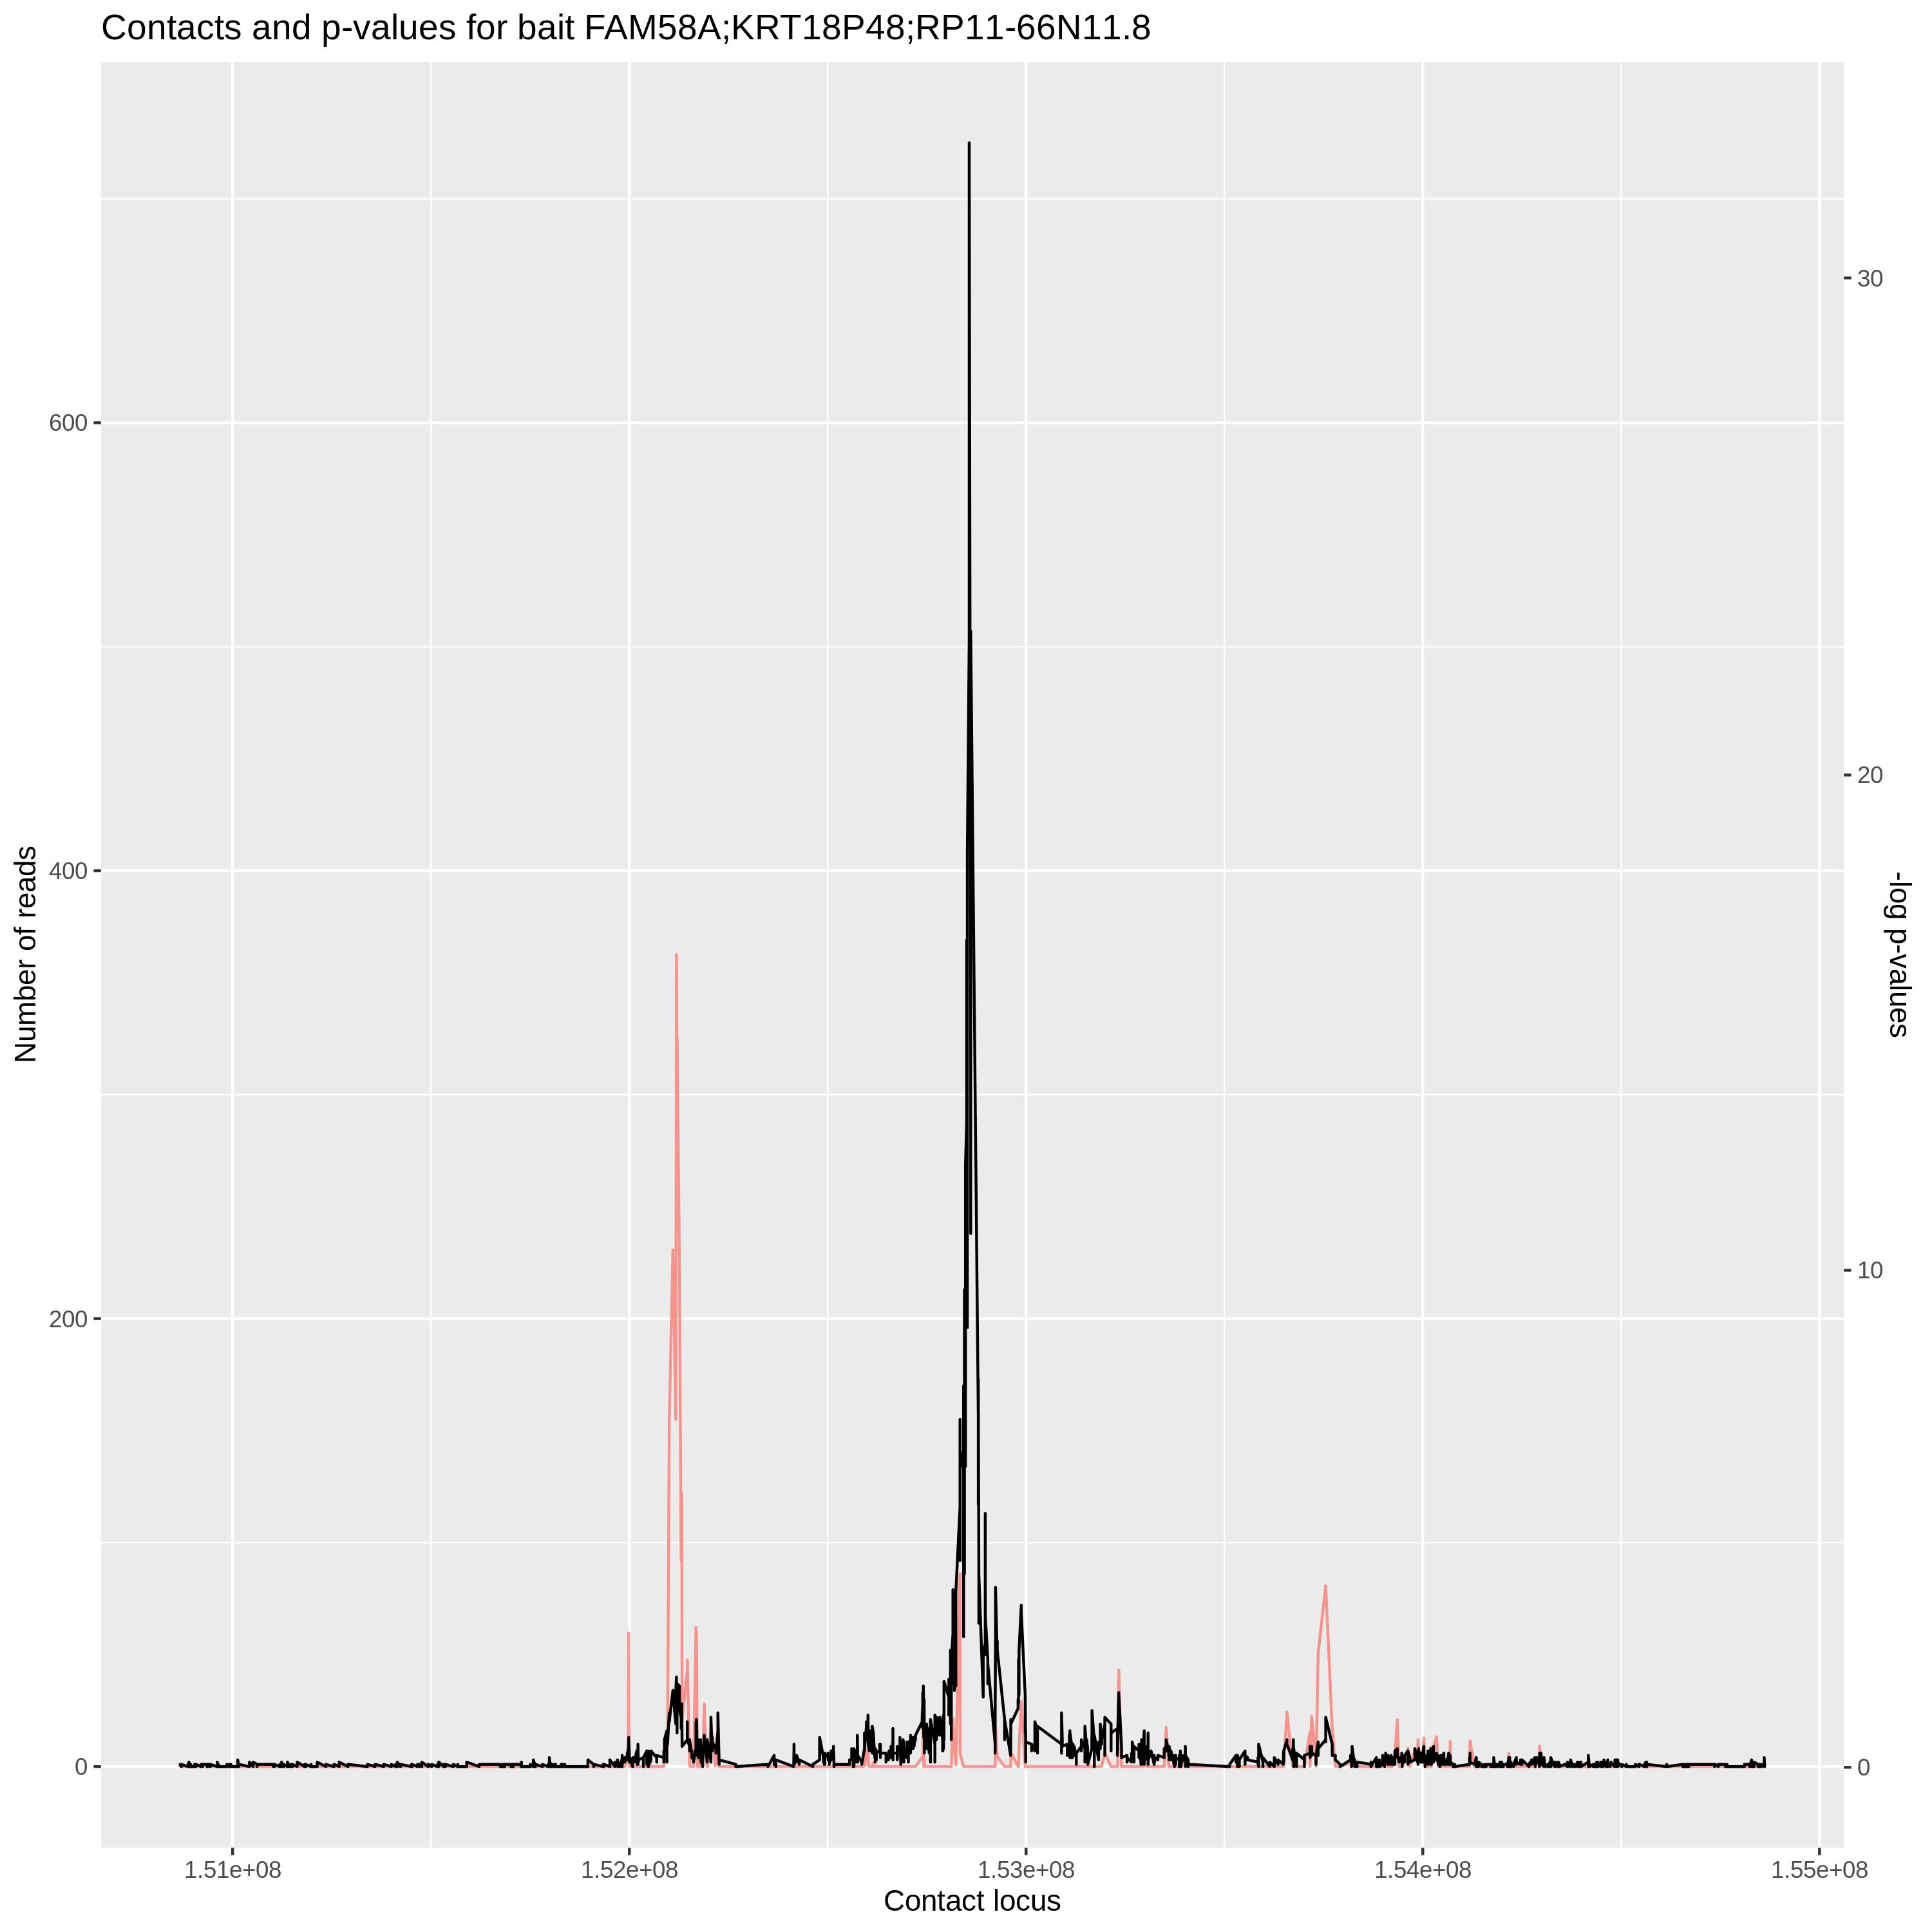 Contacts and p-values for bait FAM58A;KRT18P48;RP11-66N11.8
600
400
200
0
Number of reads
30
20
10
0
-log p-values
1.51e+08 1.52e+08 1.53e+08 1.54e+08 1.55e+08
Contact locus